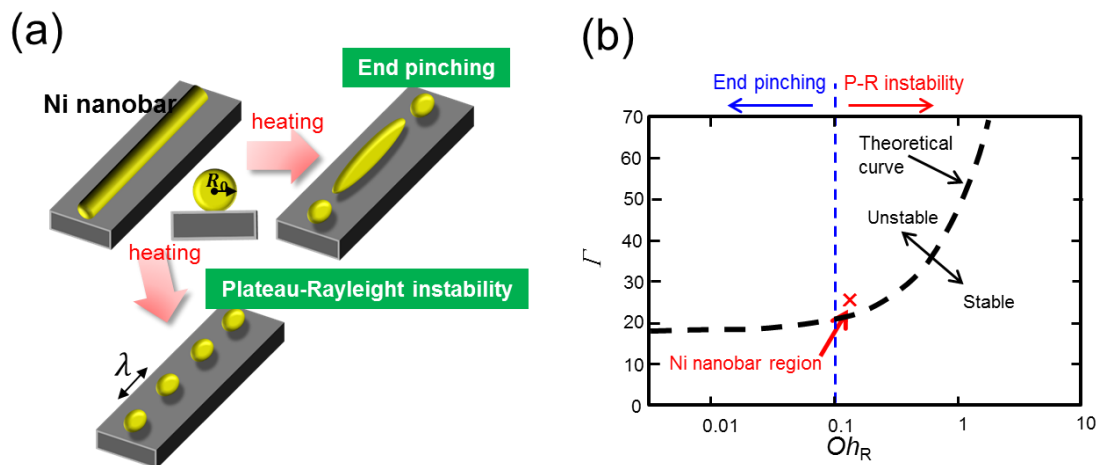 (a)
End pinching
Ni nanobar
heating
R₀
heating
Plateau-Rayleight instability
λ
(b)
End pinching
P-R instability
70
60
50
40
30
20
10
0
Γ
Theoretical
curve
Unstable
Stable
Ni nanobar region
0.01
0.1
1
10
Oh_R